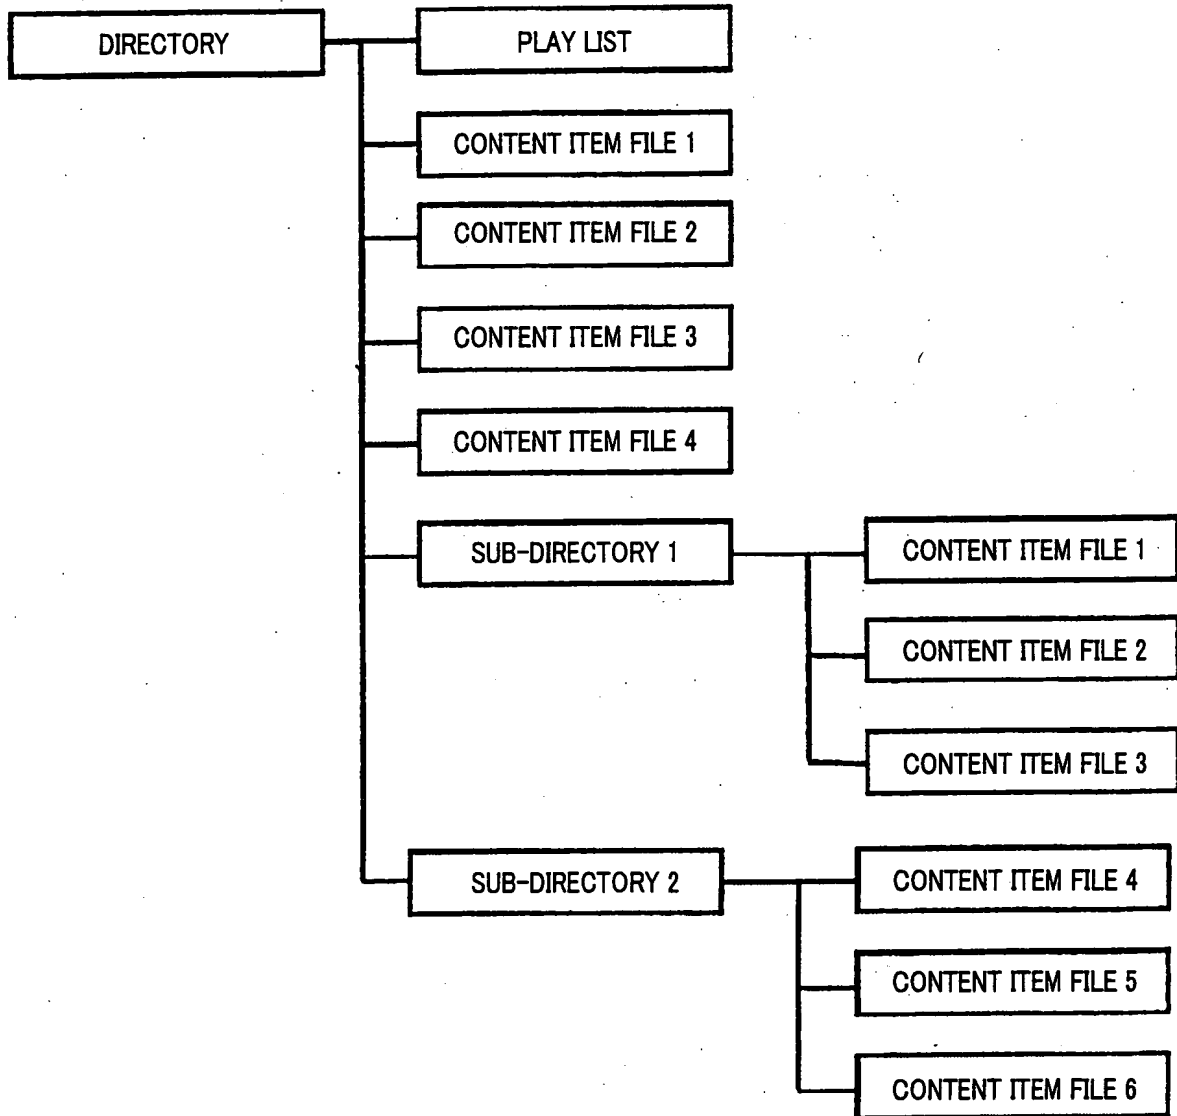 DIRECTORY
PLAY LIST
CONTENT ITEM FILE 1
CONTENT ITEM FILE 2
CONTENT ITEM FILE 3
CONTENT ITEM FILE 4
SUB-DIRECTORY 1
CONTENT ITEM FILE 1
CONTENT ITEM FILE 2
CONTENT ITEM FILE 3
SUB-DIRECTORY 2
CONTENT ITEM FILE 4
CONTENT ITEM FILE 5
CONTENT ITEM FILE 6